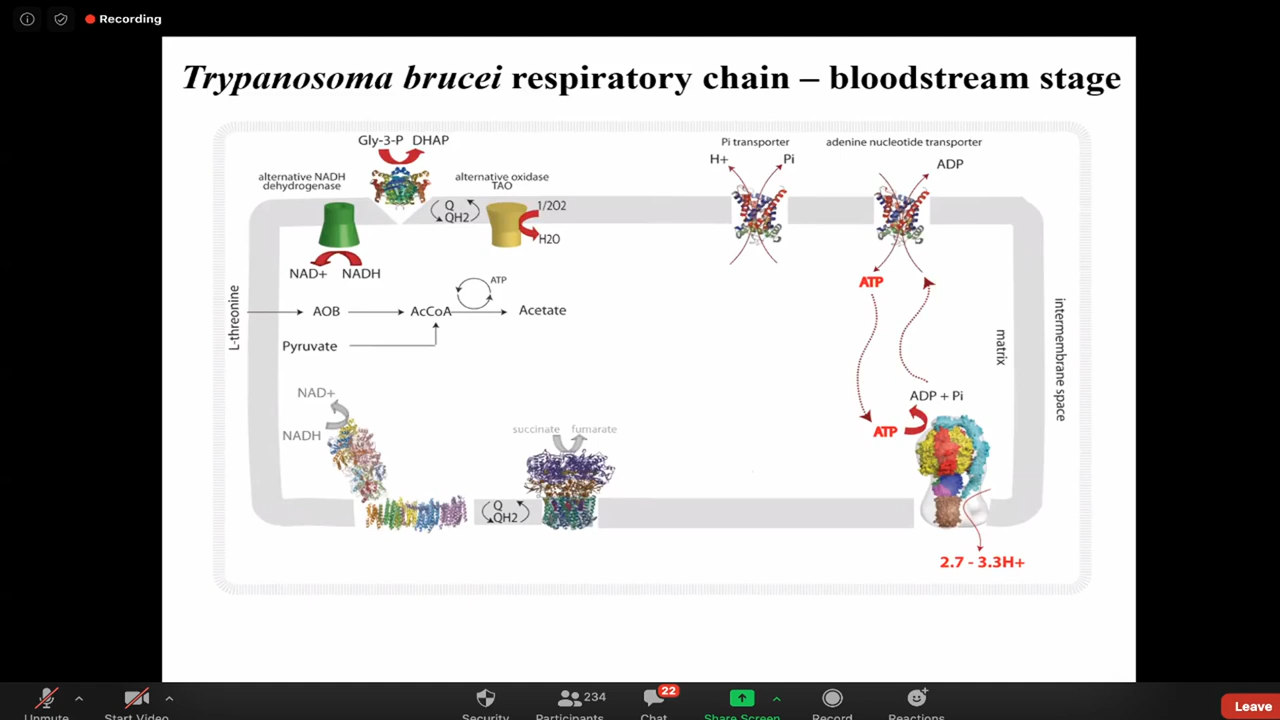 Recording
Trypanosoma brucei respiratory chain – bloodstream stage
Gly-3-P DHAP
alternative NADH
dehydrogenase
alternative oxidase
TAO
Q
QH2
1/2O2
H2O
NAD+ NADH
Pi transporter
H+ Pi
adenine nucleotide transporter
ADP
ATP
L-threonine
AOB
AcCoA
ATP
Acetate
Pyruvate
matrix
intermembrane space
NAD+
NADH
succinate fumarate
Q
QH2
ADP + Pi
ATP
2.7 - 3.3H+
Unmute
Start Video
Security
234
Participants
22
Chat
Share Screen
Record
Reactions
Leave